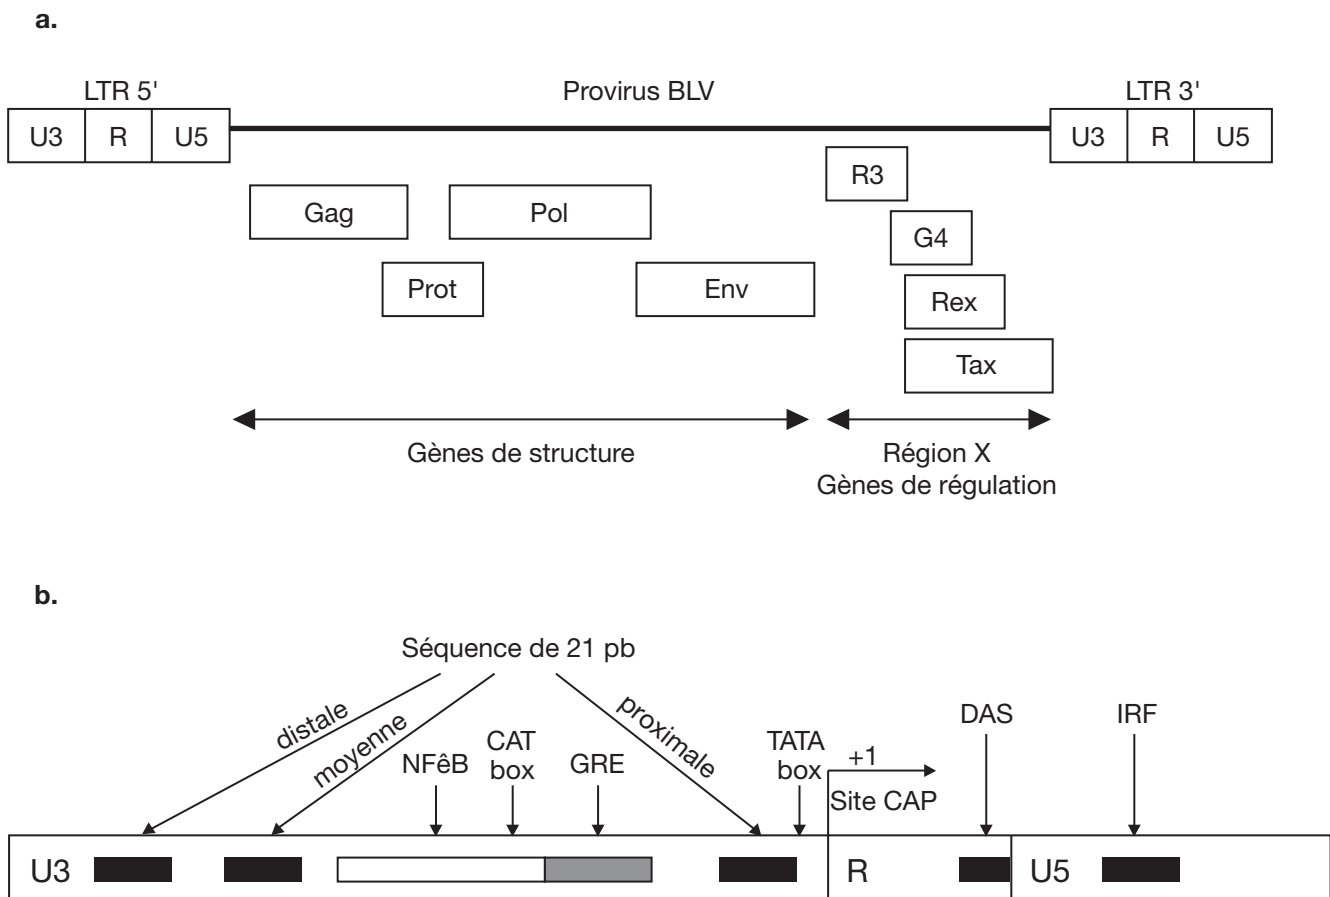 a.
LTR 5'
Provirus BLV
LTR 3'
U3 R U5
U3 R U5
R3
Gag
Pol
G4
Prot
Env
Rex
Tax
Gènes de structure
Région X
Gènes de régulation
b.
Séquence de 21 pb
distale
moyenne
proximale
NFêB
CAT
box
GRE
TATA
box
+1
Site CAP
DAS
IRF
U3
R
U5